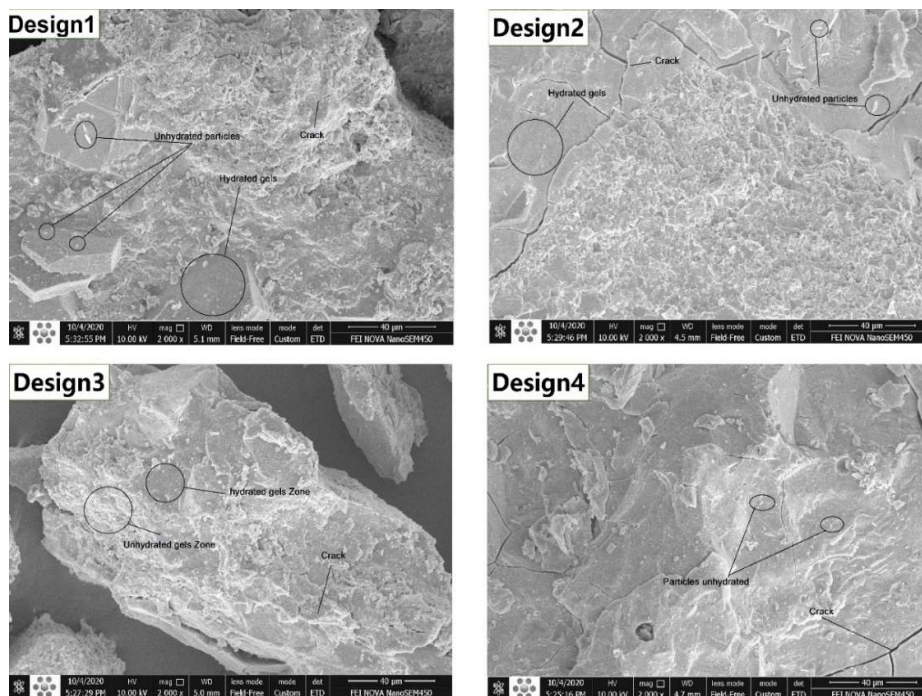 Design1
Unhydrated particles
Crack
Hydrated gels
10/4/2020 HV mag WD lens mode mode det 40 µm
5:32:55 PM 10.00 kV 2 000 x 5.1 mm Field-Free Custom ETD FEI NOVA NanoSEM450
Design2
Crack
Hydrated gels
Unhydrated particles
10/4/2020 HV mag WD lens mode mode det 40 µm
5:29:46 PM 10.00 kV 2 000 x 4.5 mm Field-Free Custom ETD FEI NOVA NanoSEM450
Design3
hydrated gels Zone
Unhydrated gels Zone
Crack
10/4/2020 HV mag WD lens mode mode det 40 µm
5:27:29 PM 10.00 kV 2 000 x 5.0 mm Field-Free Custom ETD FEI NOVA NanoSEM450
Design4
Particles unhydrated
Crack
10/4/2020 HV mag WD lens mode mode det 40 µm
5:25:16 PM 10.00 kV 2 000 x 4.7 mm Field-Free Custom ETD FEI NOVA NanoSEM450